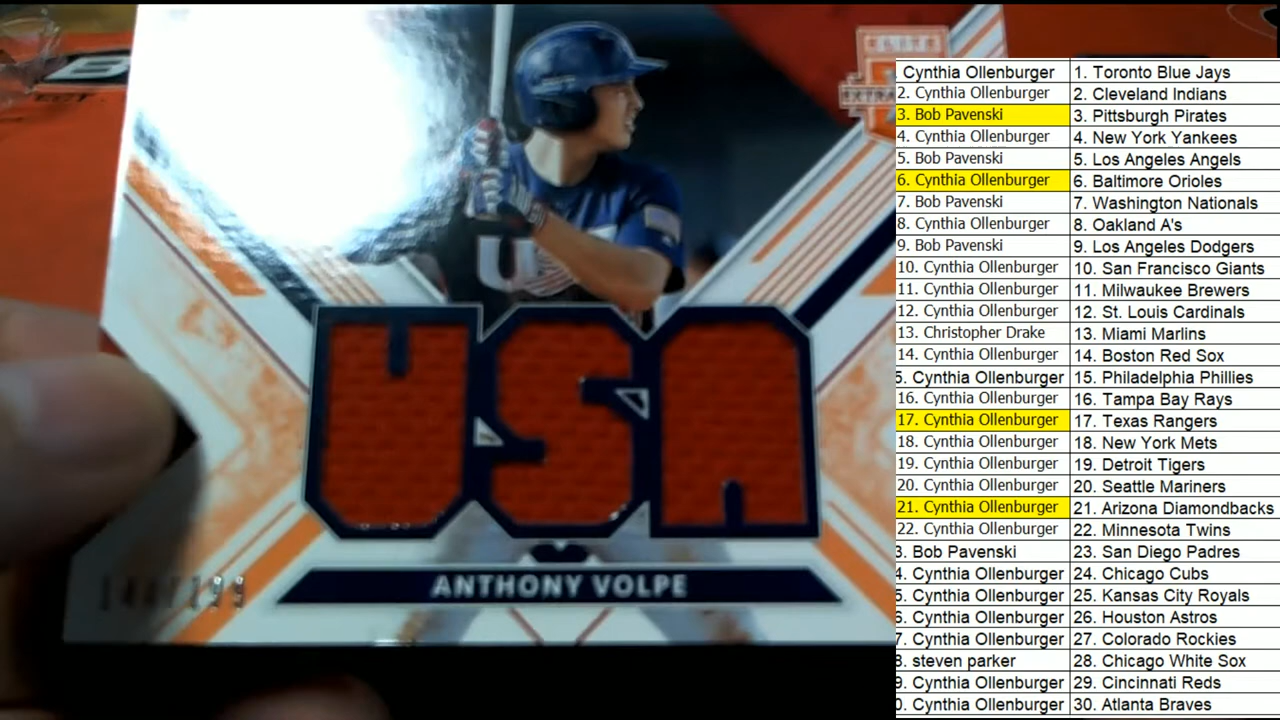 USA
ANTHONY VOLPE
. Cynthia Ollenburger 1. Toronto Blue Jays
2. Cynthia Ollenburger 2. Cleveland Indians
3. Bob Pavenski 3. Pittsburgh Pirates
4. Cynthia Ollenburger 4. New York Yankees
5. Bob Pavenski 5. Los Angeles Angels
6. Cynthia Ollenburger 6. Baltimore Orioles
7. Bob Pavenski 7. Washington Nationals
8. Cynthia Ollenburger 8. Oakland A's
9. Bob Pavenski 9. Los Angeles Dodgers
10. Cynthia Ollenburger 10. San Francisco Giants
11. Cynthia Ollenburger 11. Milwaukee Brewers
12. Cynthia Ollenburger 12. St. Louis Cardinals
13. Christopher Drake 13. Miami Marlins
14. Cynthia Ollenburger 14. Boston Red Sox
5. Cynthia Ollenburger 15. Philadelphia Phillies
16. Cynthia Ollenburger 16. Tampa Bay Rays
17. Cynthia Ollenburger 17. Texas Rangers
18. Cynthia Ollenburger 18. New York Mets
19. Cynthia Ollenburger 19. Detroit Tigers
20. Cynthia Ollenburger 20. Seattle Mariners
21. Cynthia Ollenburger 21. Arizona Diamondbacks
22. Cynthia Ollenburger 22. Minnesota Twins
3. Bob Pavenski 23. San Diego Padres
4. Cynthia Ollenburger 24. Chicago Cubs
5. Cynthia Ollenburger 25. Kansas City Royals
6. Cynthia Ollenburger 26. Houston Astros
7. Cynthia Ollenburger 27. Colorado Rockies
8. steven parker 28. Chicago White Sox
9. Cynthia Ollenburger 29. Cincinnati Reds
0. Cynthia Ollenburger 30. Atlanta Braves